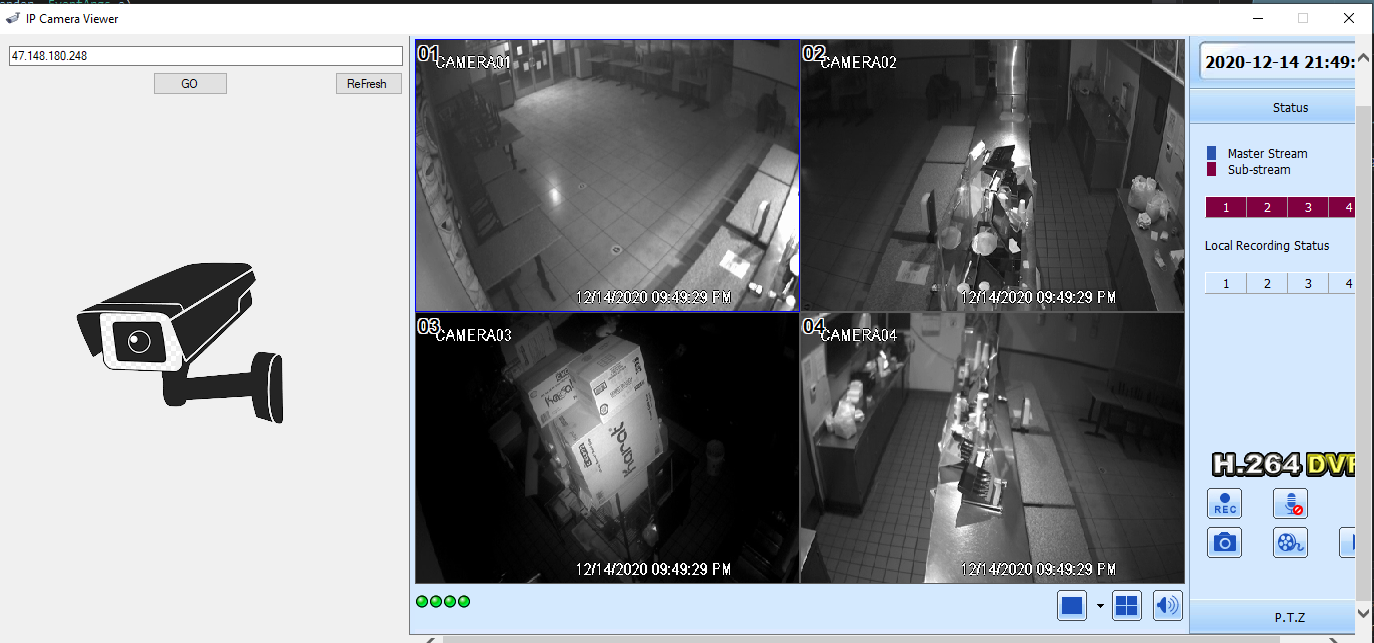 IP Camera Viewer
47.148.180.248
GO
ReFresh
01
CAMERA01
12/14/2020 09:49:29 PM
02
CAMERA02
12/14/2020 09:49:29 PM
03
CAMERA03
Karat
12/14/2020 09:49:29 PM
04
CAMERA04
12/14/2020 09:49:29 PM
2020-12-14 21:49:
Status
Master Stream
Sub-stream
1 2 3 4
Local Recording Status
1 2 3 4
H.264 DVR
REC
P.T.Z